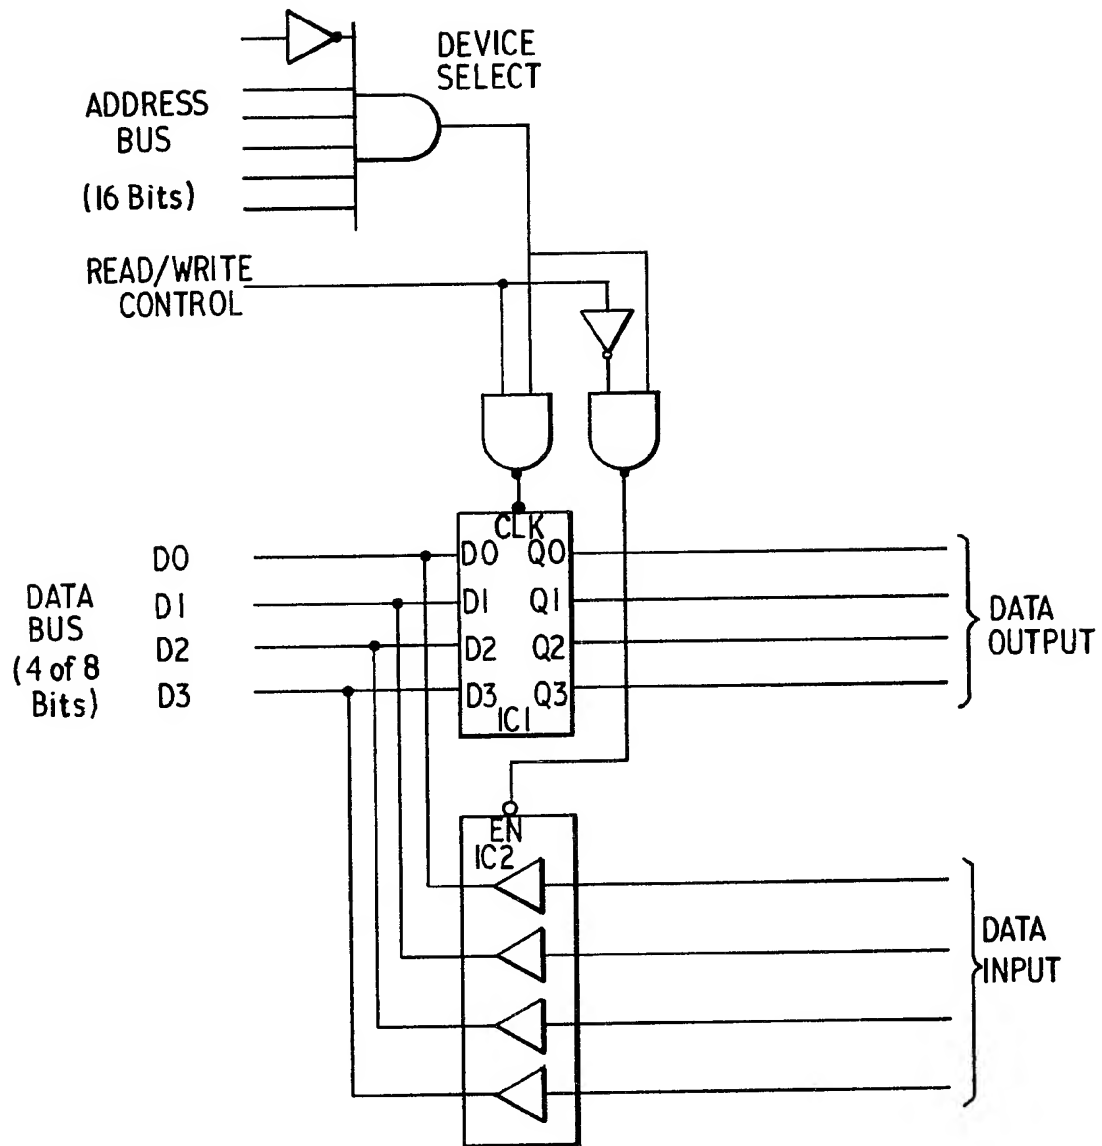 DEVICE
SELECT
ADDRESS
BUS
(16 Bits)
READ/WRITE
CONTROL
CLK
D0
D1
D2
D3
DATA
BUS
(4 of 8
Bits)
D0 Q0
D1 Q1
D2 Q2
D3 Q3
IC1
DATA
OUTPUT
EN
IC2
DATA
INPUT